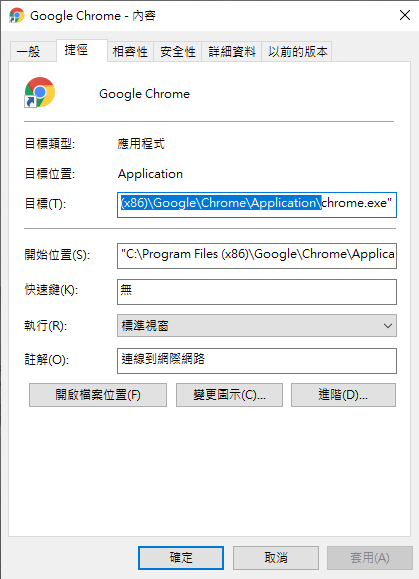 Google Chrome - 內容
一般 捷徑 相容性 安全性 詳細資料 以前的版本
Google Chrome
目標類型: 應用程式
目標位置: Application
目標(T): (x86)\Google\Chrome\Application\chrome.exe"
開始位置(S): "C:\Program Files (x86)\Google\Chrome\Applica
快速鍵(K): 無
執行(R): 標準視窗
註解(O): 連線到網際網路
開啟檔案位置(F) 變更圖示(C)... 進階(D)...
確定 取消 套用(A)